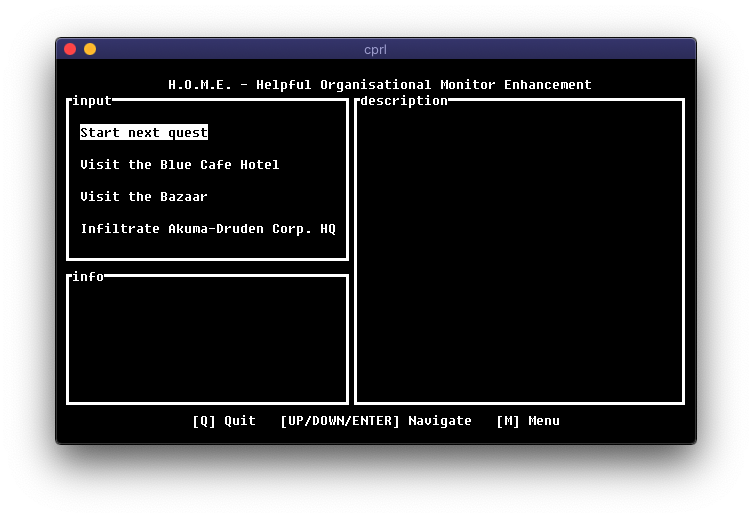 cprl
H.O.M.E. - Helpful Organisational Monitor Enhancement
input
Start next quest
Visit the Blue Cafe Hotel
Visit the Bazaar
Infiltrate Akuma-Druden Corp. HQ
info
description
[Q] Quit [UP/DOWN/ENTER] Navigate [M] Menu